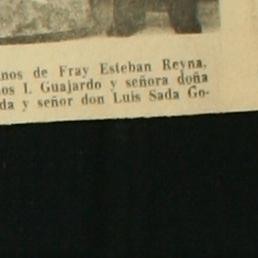 nos de Fray Esteban Reyna,
os I. Guajardo y señora doña
da y señor don Luis Sada Go-